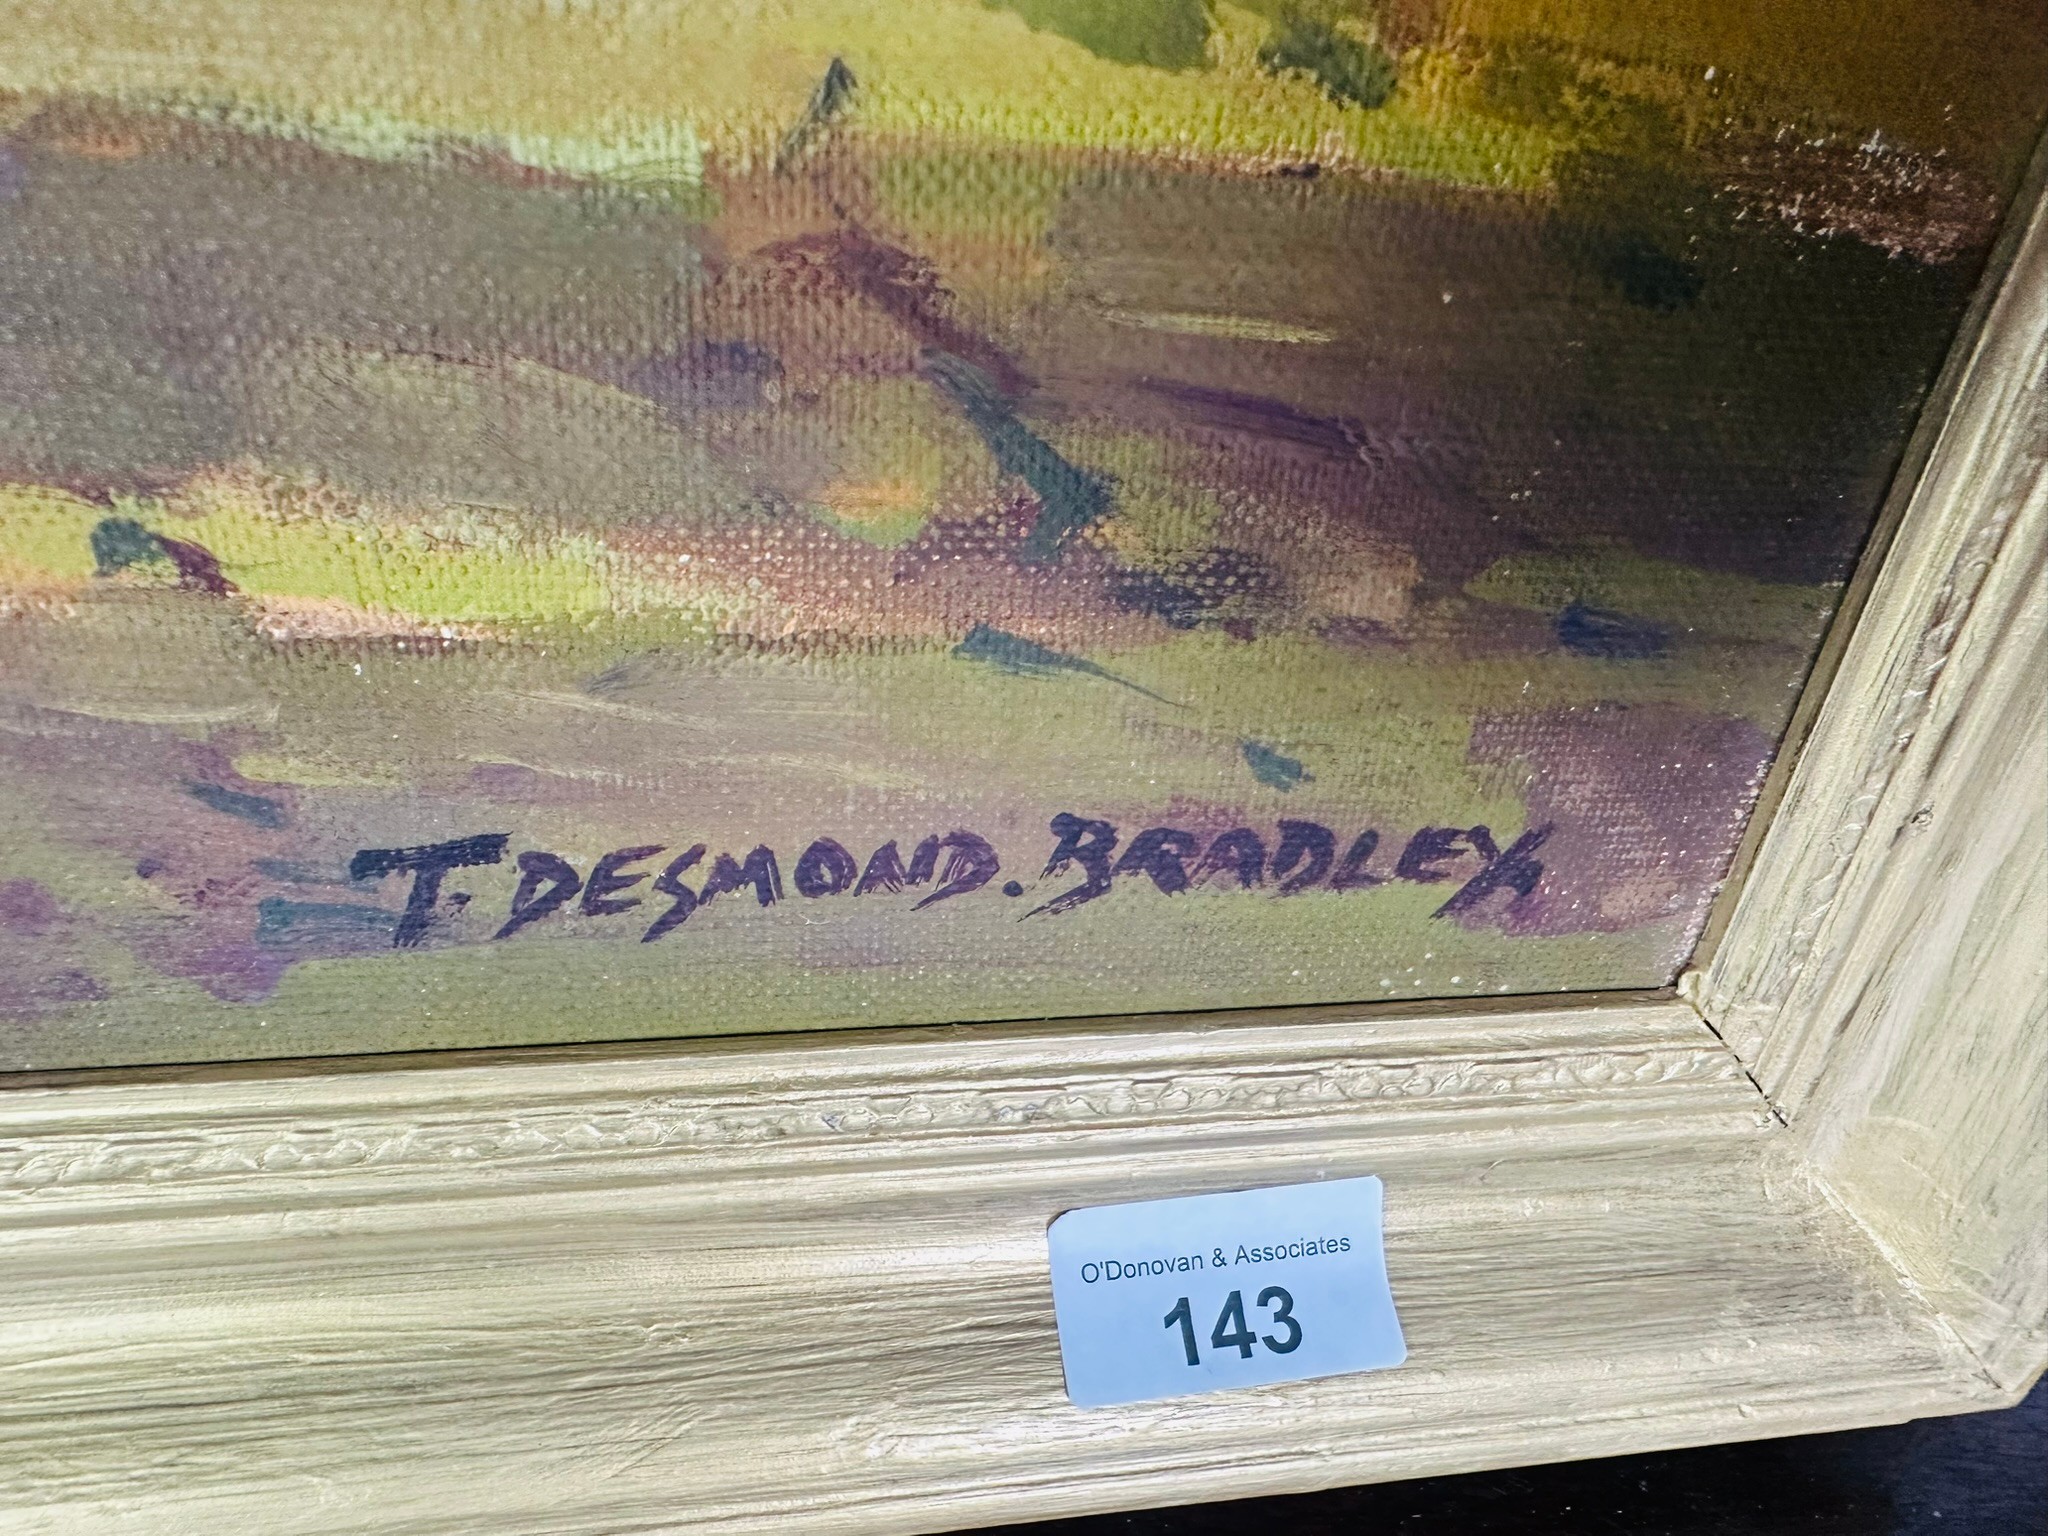 T. DESMOND. BRADLEY
O'Donovan & Associates
143